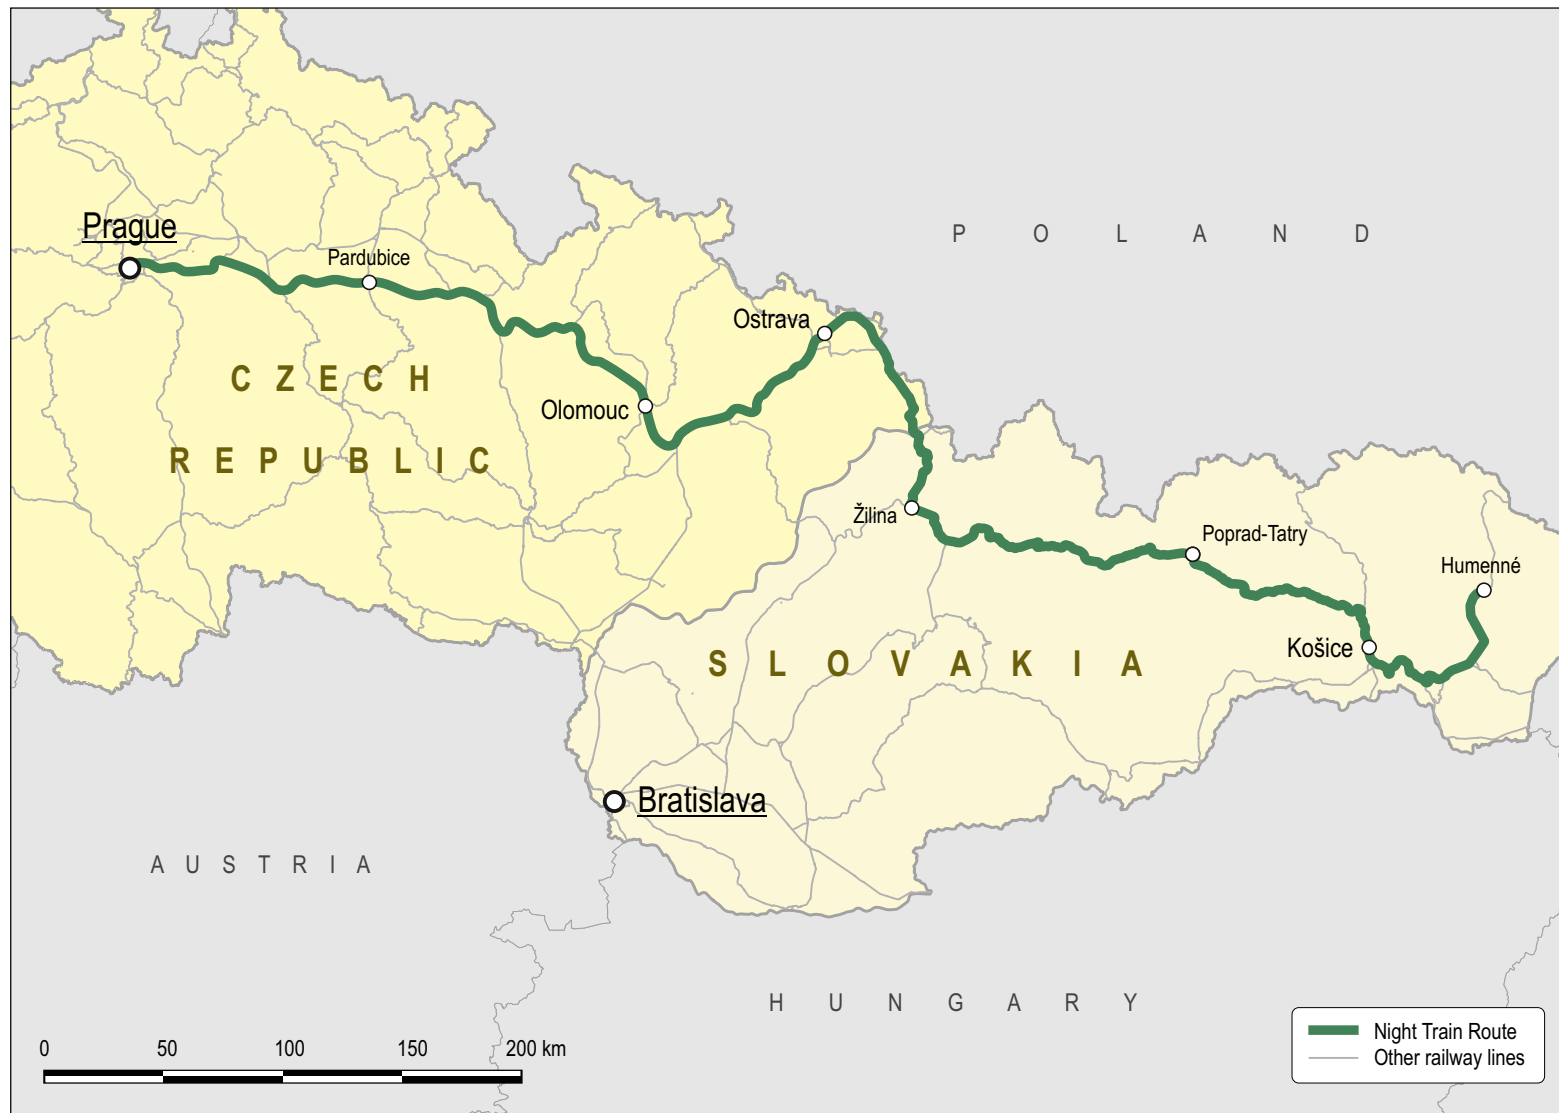 P O L A N D
Prague
Pardubice
Ostrava
C Z E C H
R E P U B L I C
Olomouc
Žilina
Poprad-Tatry
Humenné
Košice
S L O V A K I A
Bratislava
A U S T R I A
H U N G A R Y
0 50 100 150 200 km
Night Train Route
Other railway lines